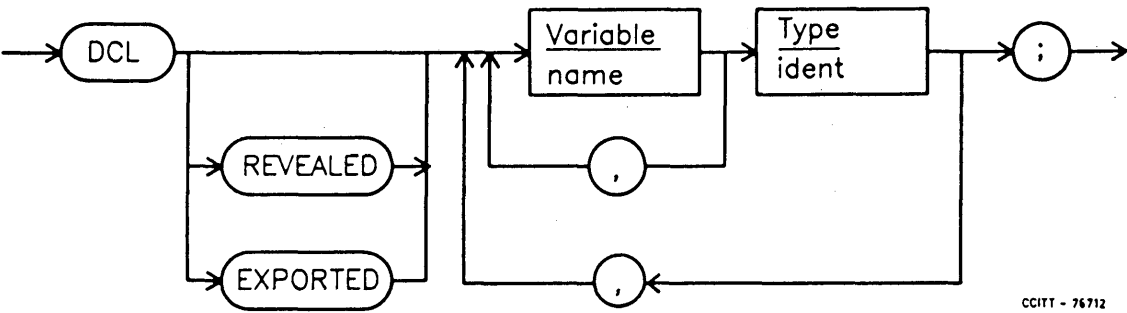 DCL
Variable
name
Type
ident
;
REVEALED
,
EXPORTED
,
CCITT - 76712